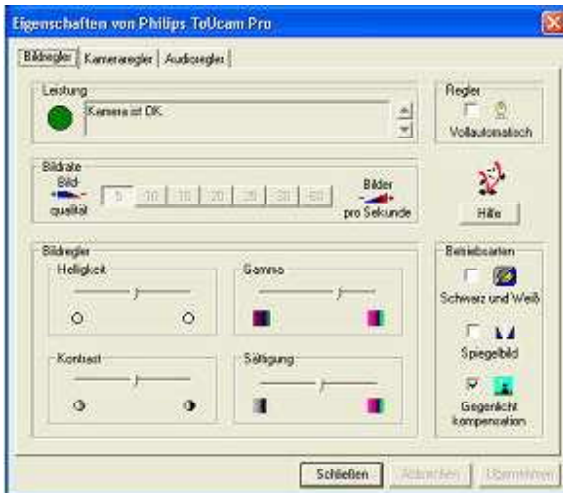 Eigenschaften von Philips ToUcam Pro
Bildregler
Kameraregler
Audioregler
Leistung
Kamera ist OK.
Regler
Vollautomatisch
Bildrate
Bild-
qualität
5 10 15 20 25 30 60
Bilder
pro Sekunde
Hilfe
Bildregler
Helligkeit
Gamma
Kontrast
Sättigung
Betriebsarten
Schwarz und Weiß
Spiegelbild
Gegenlicht
kompensation
Schließen
Abbrechen
Übernehmen